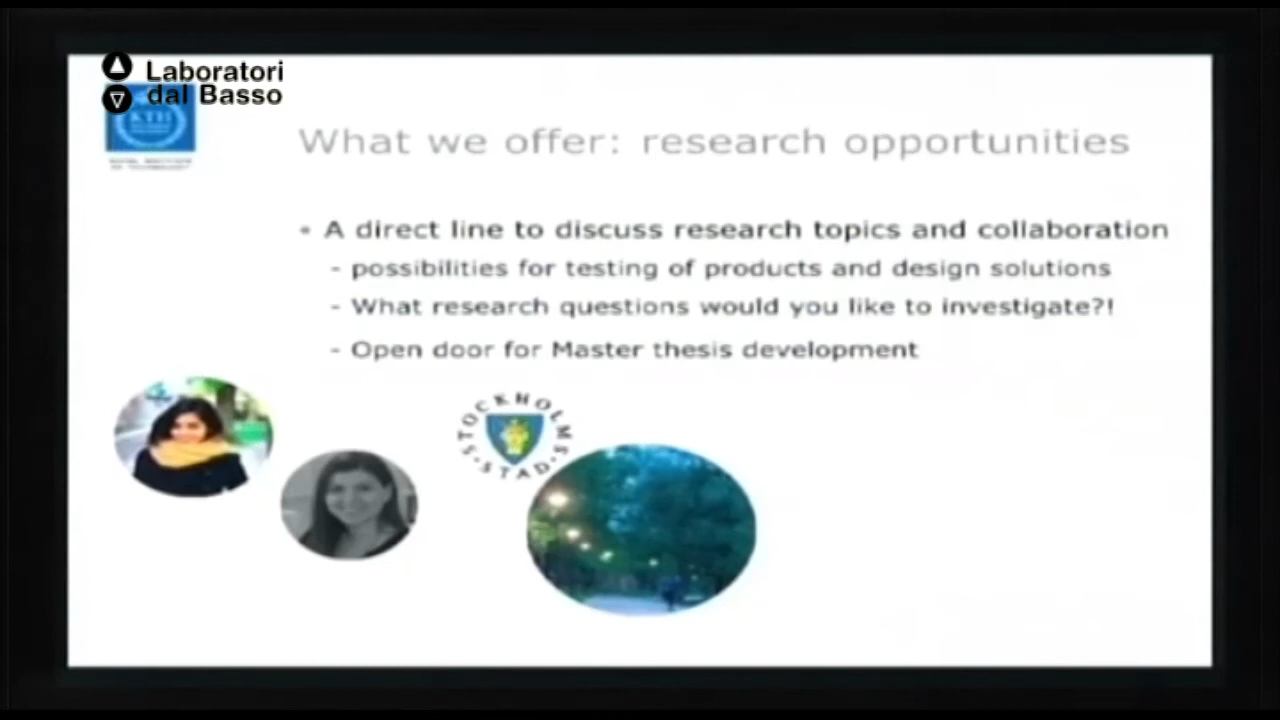 Laboratori
dal Basso
KTH
What we offer: research opportunities
• A direct line to discuss research topics and collaboration
- possibilities for testing of products and design solutions
- What research questions would you like to investigate?!
- Open door for Master thesis development
STOCKHOLMS
STAD